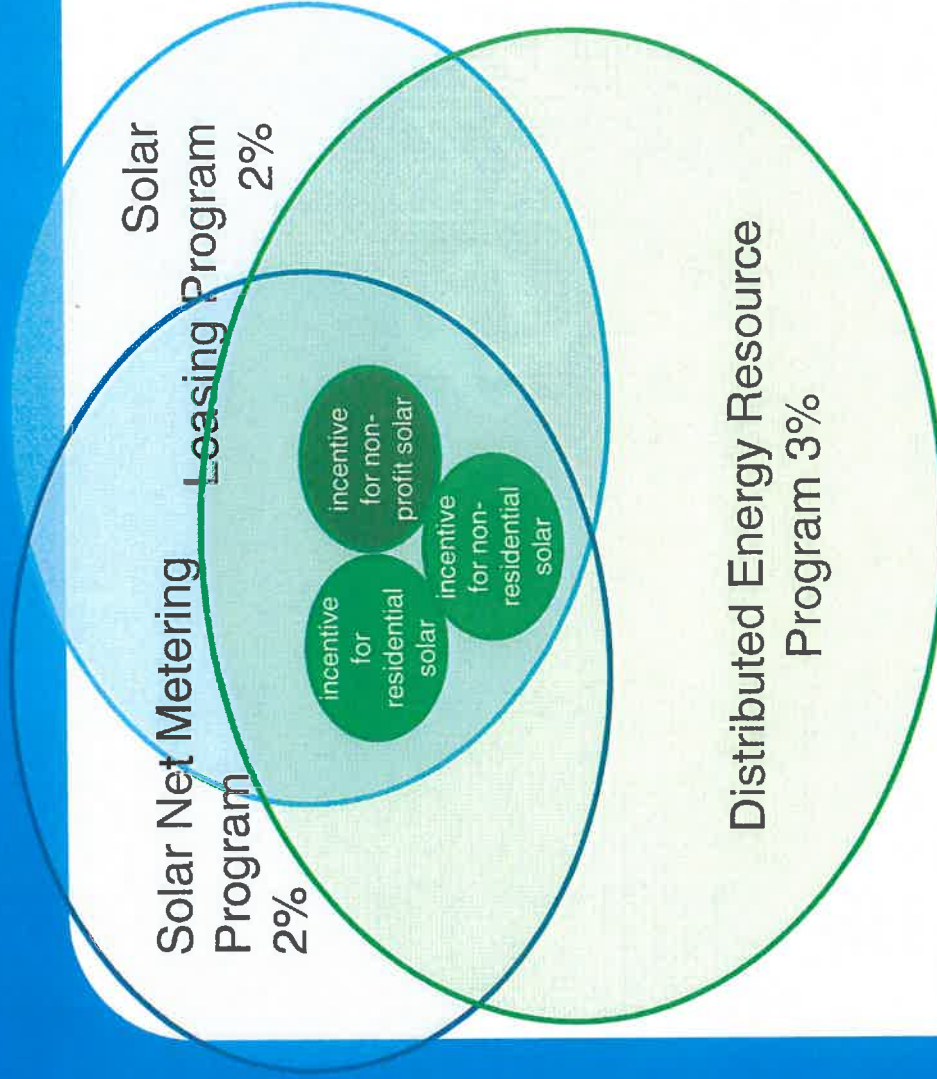 Solar Net Metering
Program
2%
Solar
Leasing Program
2%
incentive
for
residential
solar
incentive
for non-
profit solar
incentive
for non-
residential
solar
Distributed Energy Resource
Program 3%